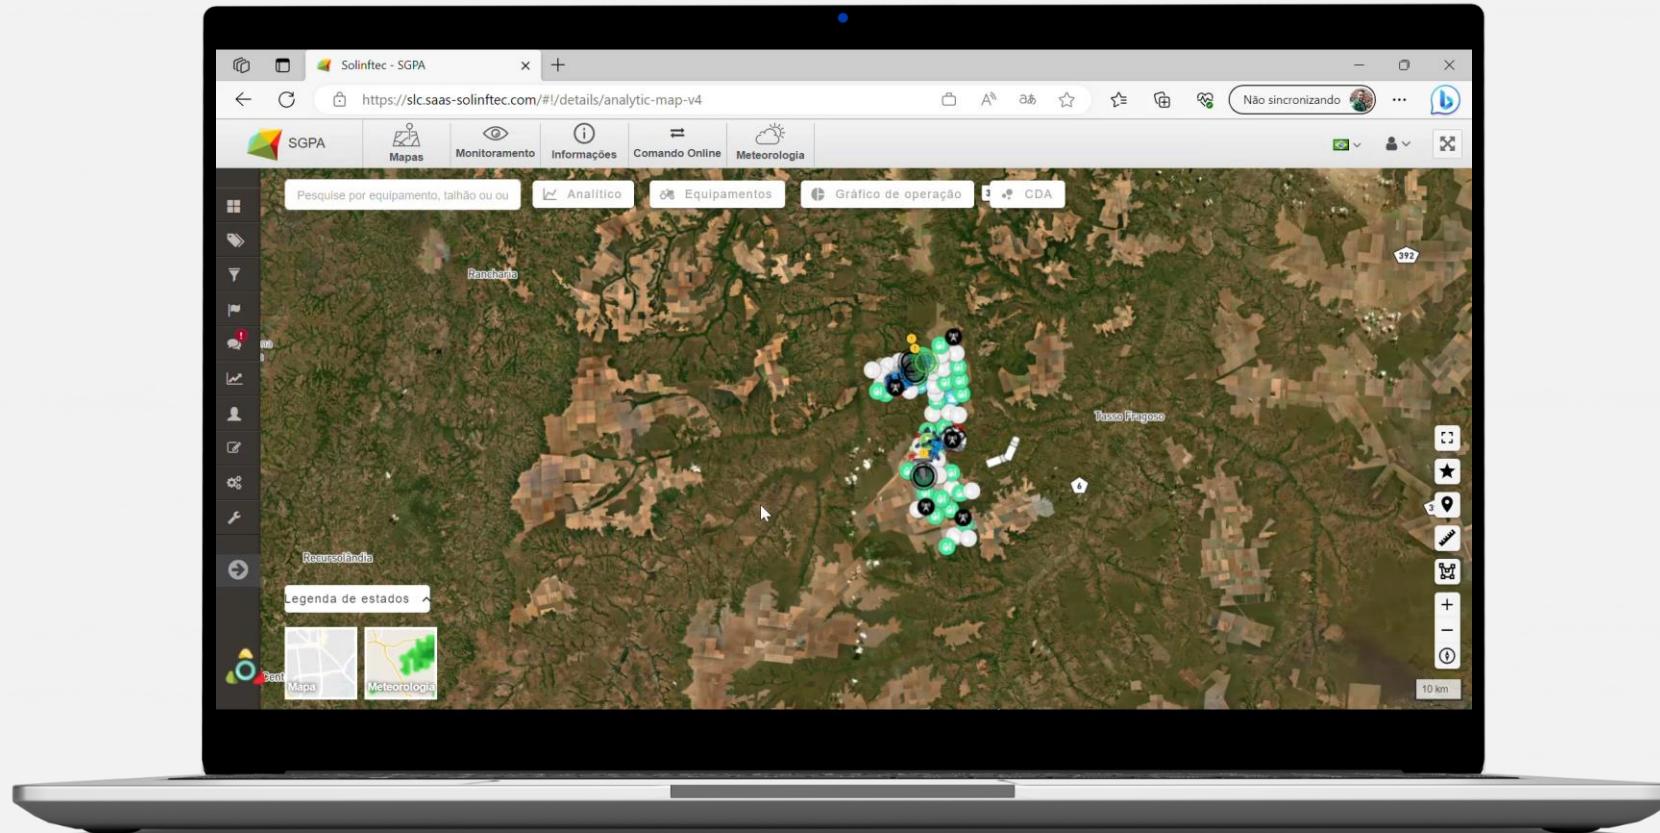 Solinftec - SGPA
https://slc.saas-solinftec.com/#!/details/analytic-map-v4
Não sincronizando
SGPA
Mapas
Monitoramento
Informações
Comando Online
Meteorologia
Pesquise por equipamento, talhão ou ou
Analítico
Equipamentos
Gráfico de operação
CDA
392
Rancharia
Tasso Fragoso
6
Recursolândia
Legenda de estados
Mapa
Meteorologia
10 km